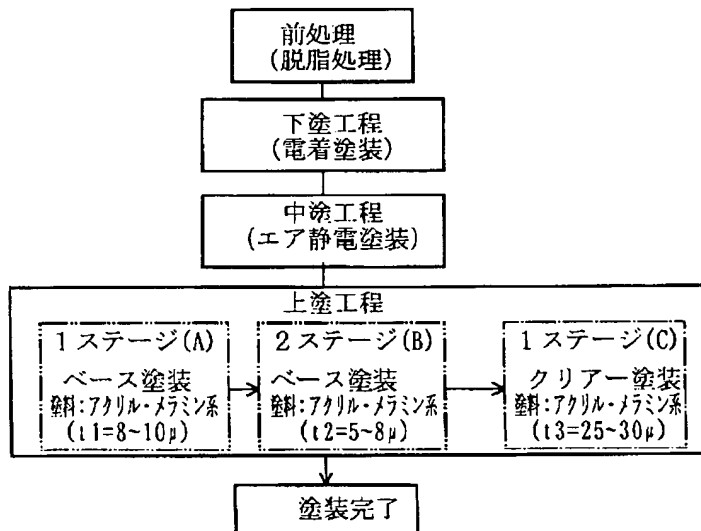 前処理
(脱脂処理)
下塗工程
(電着塗装)
中塗工程
(エア静電塗装)
上塗工程
1ステージ(A)
ベース塗装
塗料:アクリル・メラミン系
(t1=8~10μ)
2ステージ(B)
ベース塗装
塗料:アクリル・メラミン系
(t2=5~8μ)
1ステージ(C)
クリアー塗装
塗料:アクリル・メラミン系
(t3=25~30μ)
塗装完了